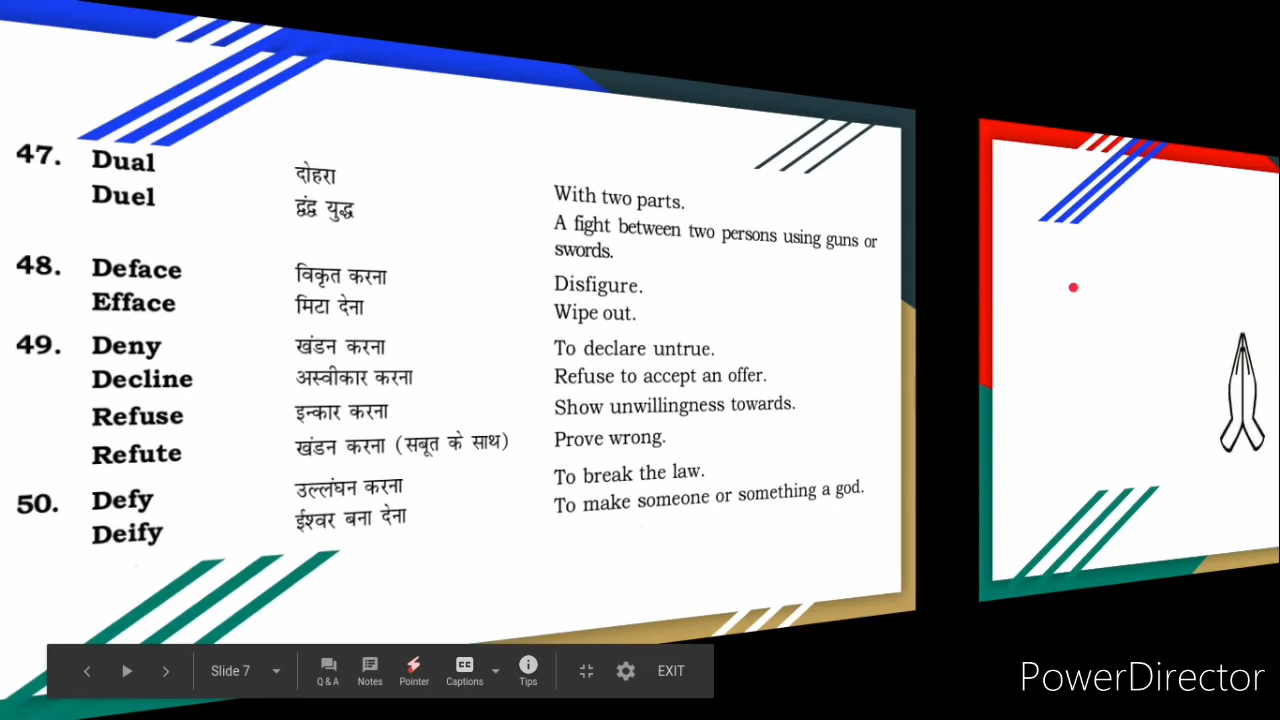 47. Dual दोहरा With two parts.
Duel द्वंद्व युद्ध A fight between two persons using guns or
swords.
48. Deface विकृत करना Disfigure.
Efface मिटा देना Wipe out.
49. Deny खंडन करना To declare untrue.
Decline अस्वीकार करना Refuse to accept an offer.
Refuse इन्कार करना Show unwillingness towards.
Refute खंडन करना (सबूत के साथ) Prove wrong.
50. Defy उल्लंघन करना To break the law.
Deify ईश्वर बना देना To make someone or something a god.
Slide 7 Q & A Notes Pointer CC Captions Tips EXIT
PowerDirector